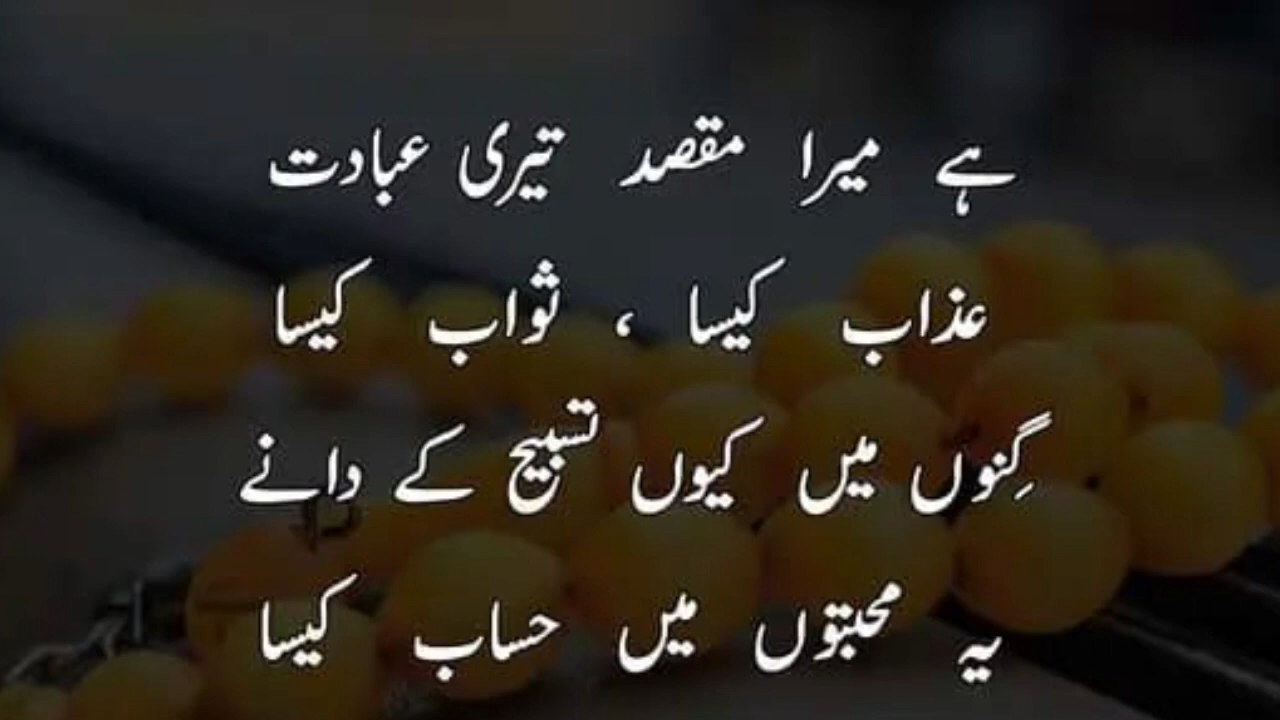 ہے میرا مقصد تیری عبادت
عذاب کیسا ، ثواب کیسا
گِنوں میں کیوں تسبیح کے دانے
یہ محبتوں میں حساب کیسا